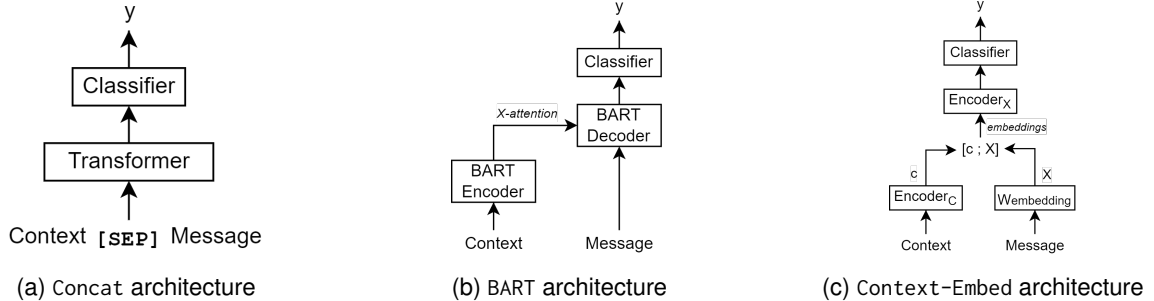 y
Classifier
Transformer
Context [SEP] Message
(a) Concat architecture
y
Classifier
X-attention
BART
Decoder
BART
Encoder
Context
Message
(b) BART architecture
y
Classifier
EncoderX
embeddings
[c ; X]
c
X
EncoderC
Wembedding
Context
Message
(c) Context-Embed architecture